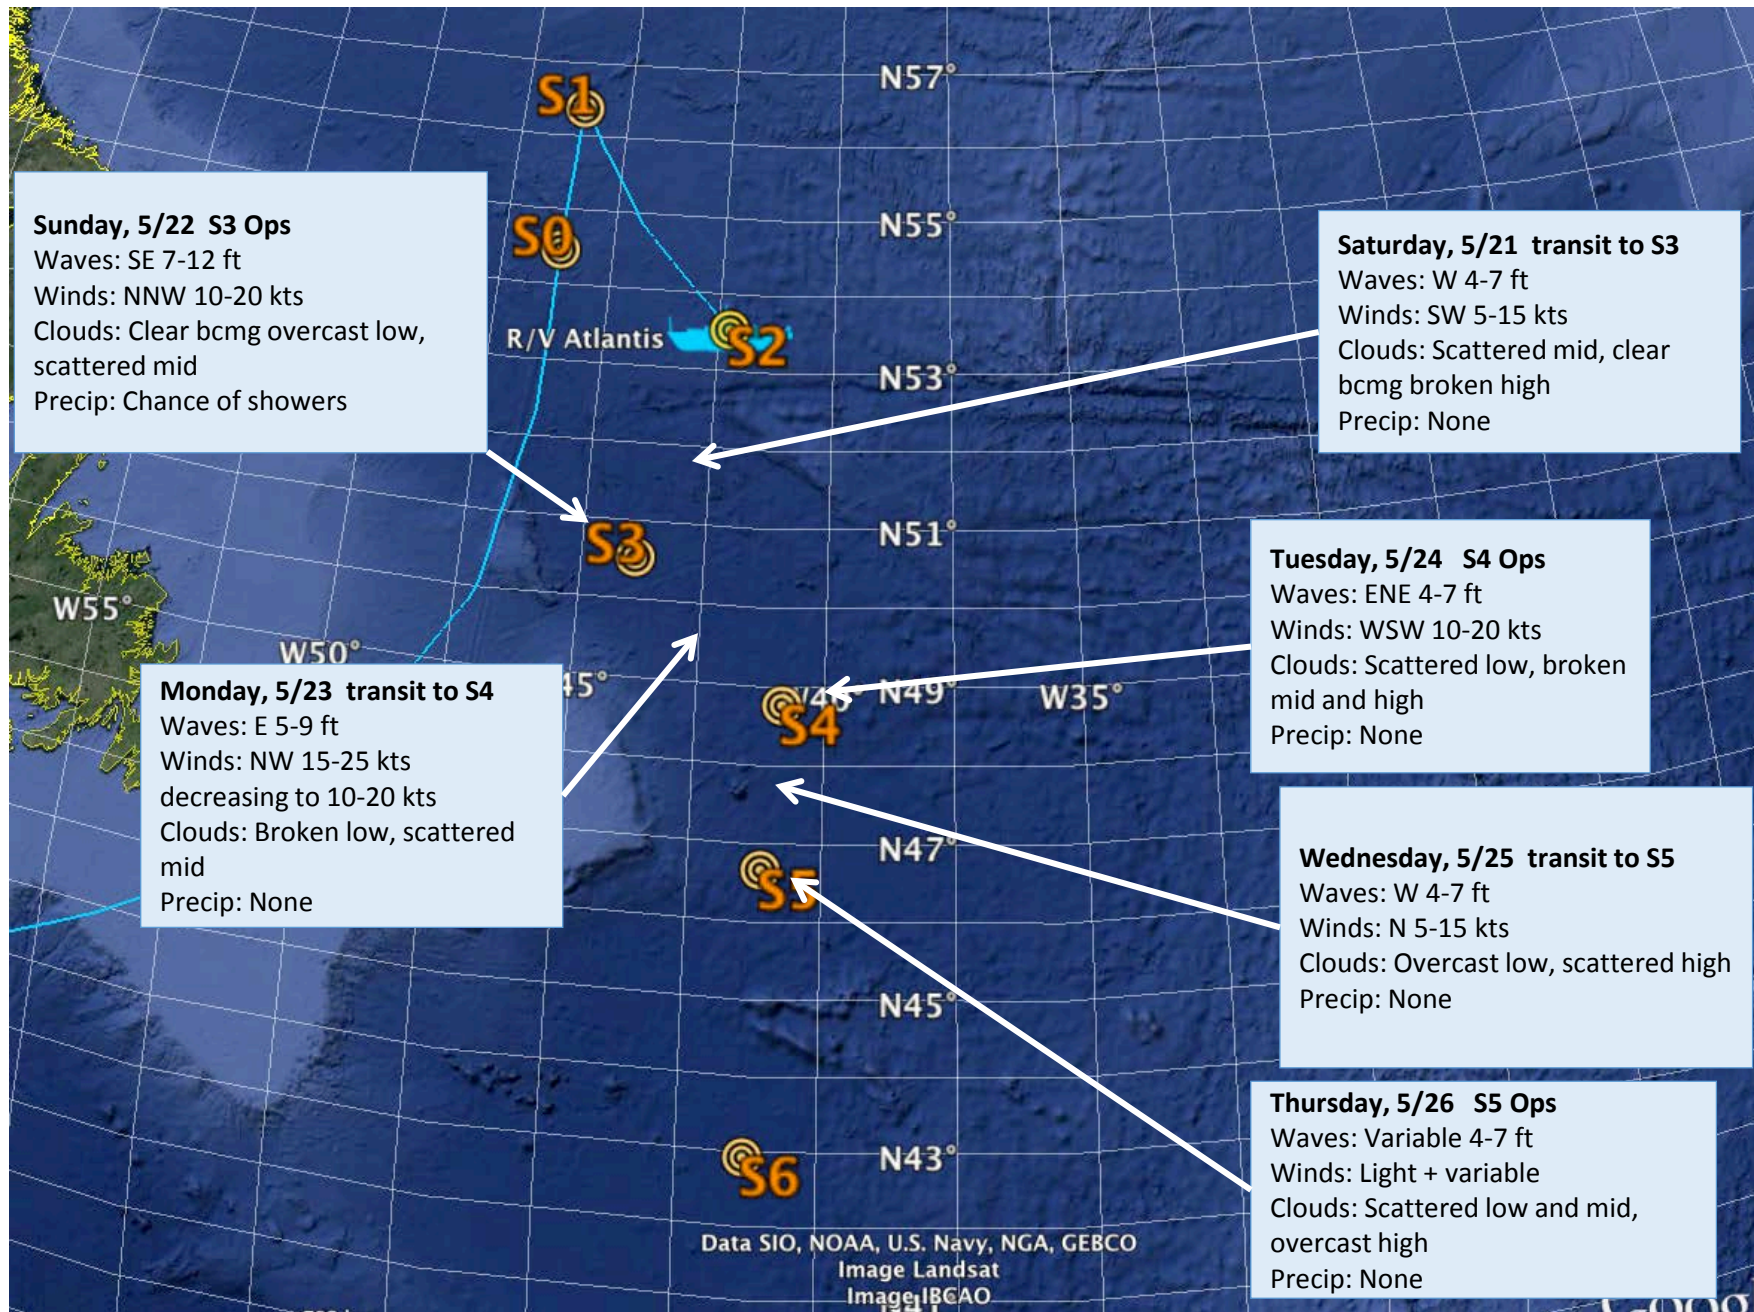 N57°
S1
Sunday, 5/22  S3 Ops
Waves: SE 7-12 ft
Winds: NNW 10-20 kts
Clouds: Clear bcmg overcast low,
scattered mid
Precip: Chance of showers
S0
N55°
Saturday, 5/21  transit to S3
Waves: W 4-7 ft
Winds: SW 5-15 kts
Clouds: Scattered mid, clear
bcmg broken high
Precip: None
R/V Atlantis
S2
N53°
S3
N51°
Tuesday, 5/24   S4 Ops
Waves: ENE 4-7 ft
Winds: WSW 10-20 kts
Clouds: Scattered low, broken
mid and high
Precip: None
W55°
W50°
45°
N49°
W35°
S4
Monday, 5/23  transit to S4
Waves: E 5-9 ft
Winds: NW 15-25 kts
decreasing to 10-20 kts
Clouds: Broken low, scattered
mid
Precip: None
N47°
S5
Wednesday, 5/25  transit to S5
Waves: W 4-7 ft
Winds: N 5-15 kts
Clouds: Overcast low, scattered high
Precip: None
N45°
Thursday, 5/26   S5 Ops
Waves: Variable 4-7 ft
Winds: Light + variable
Clouds: Scattered low and mid,
overcast high
Precip: None
N43°
S6
Data SIO, NOAA, U.S. Navy, NGA, GEBCO
Image Landsat
Image IBCAO